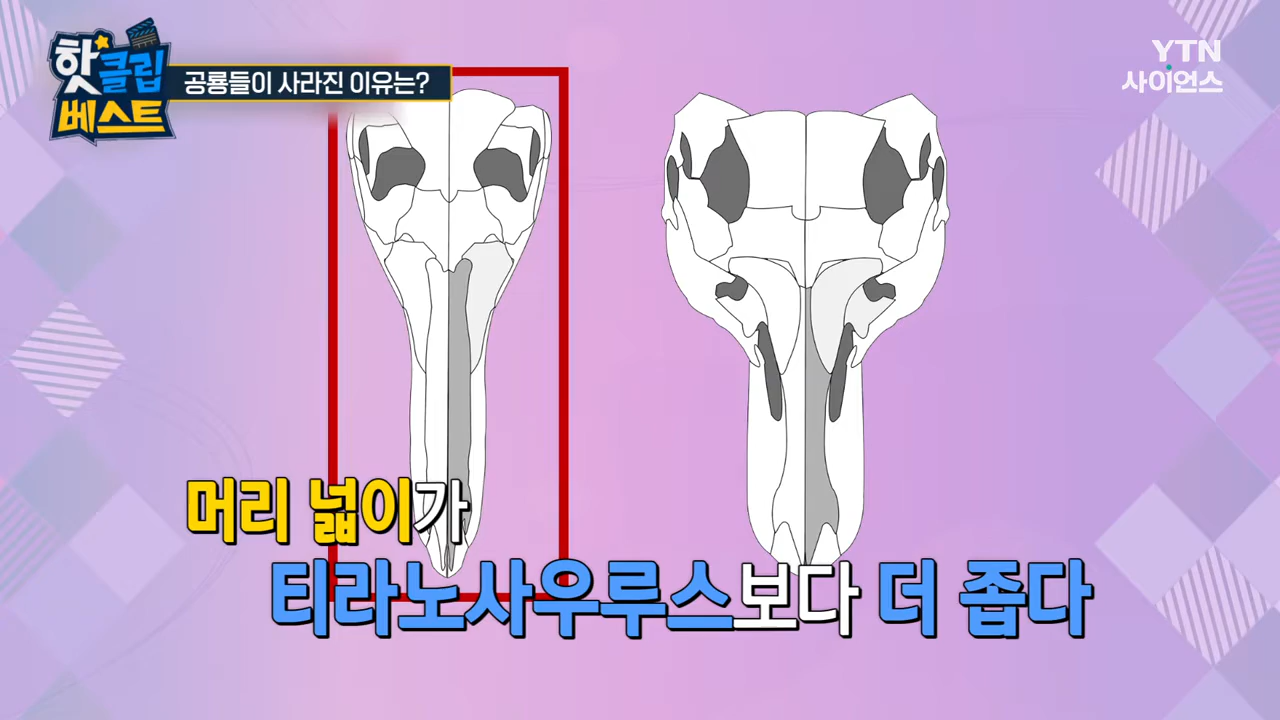 핫클립
베스트
공룡들이 사라진 이유는?
YTN
사이언스
머리 넓이가
티라노사우루스보다 더 좁다